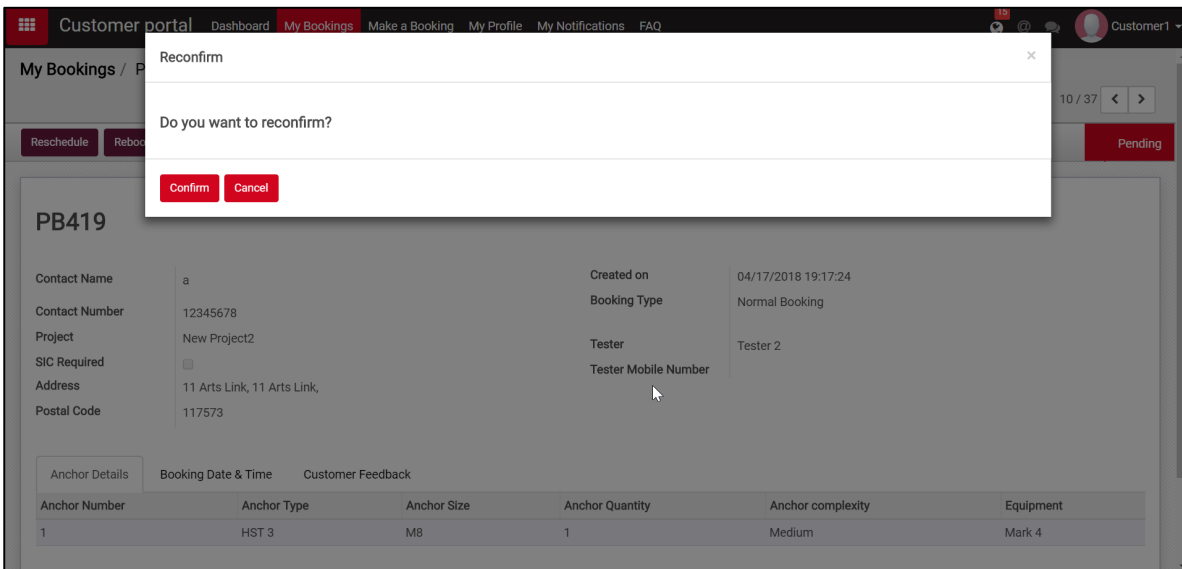 Customer portal Dashboard My Bookings Make a Booking My Profile My Notifications FAQ 15 @ Customer1
My Bookings / P
Reconfirm ×
10 / 37
Do you want to reconfirm?
Reschedule Reboo Pending
Confirm Cancel
PB419
Contact Name a Created on 04/17/2018 19:17:24
Contact Number 12345678 Booking Type Normal Booking
Project New Project2 Tester Tester 2
SIC Required Tester Mobile Number
Address 11 Arts Link, 11 Arts Link,
Postal Code 117573
Anchor Details Booking Date & Time Customer Feedback
Anchor Number Anchor Type Anchor Size Anchor Quantity Anchor complexity Equipment
1 HST 3 M8 1 Medium Mark 4